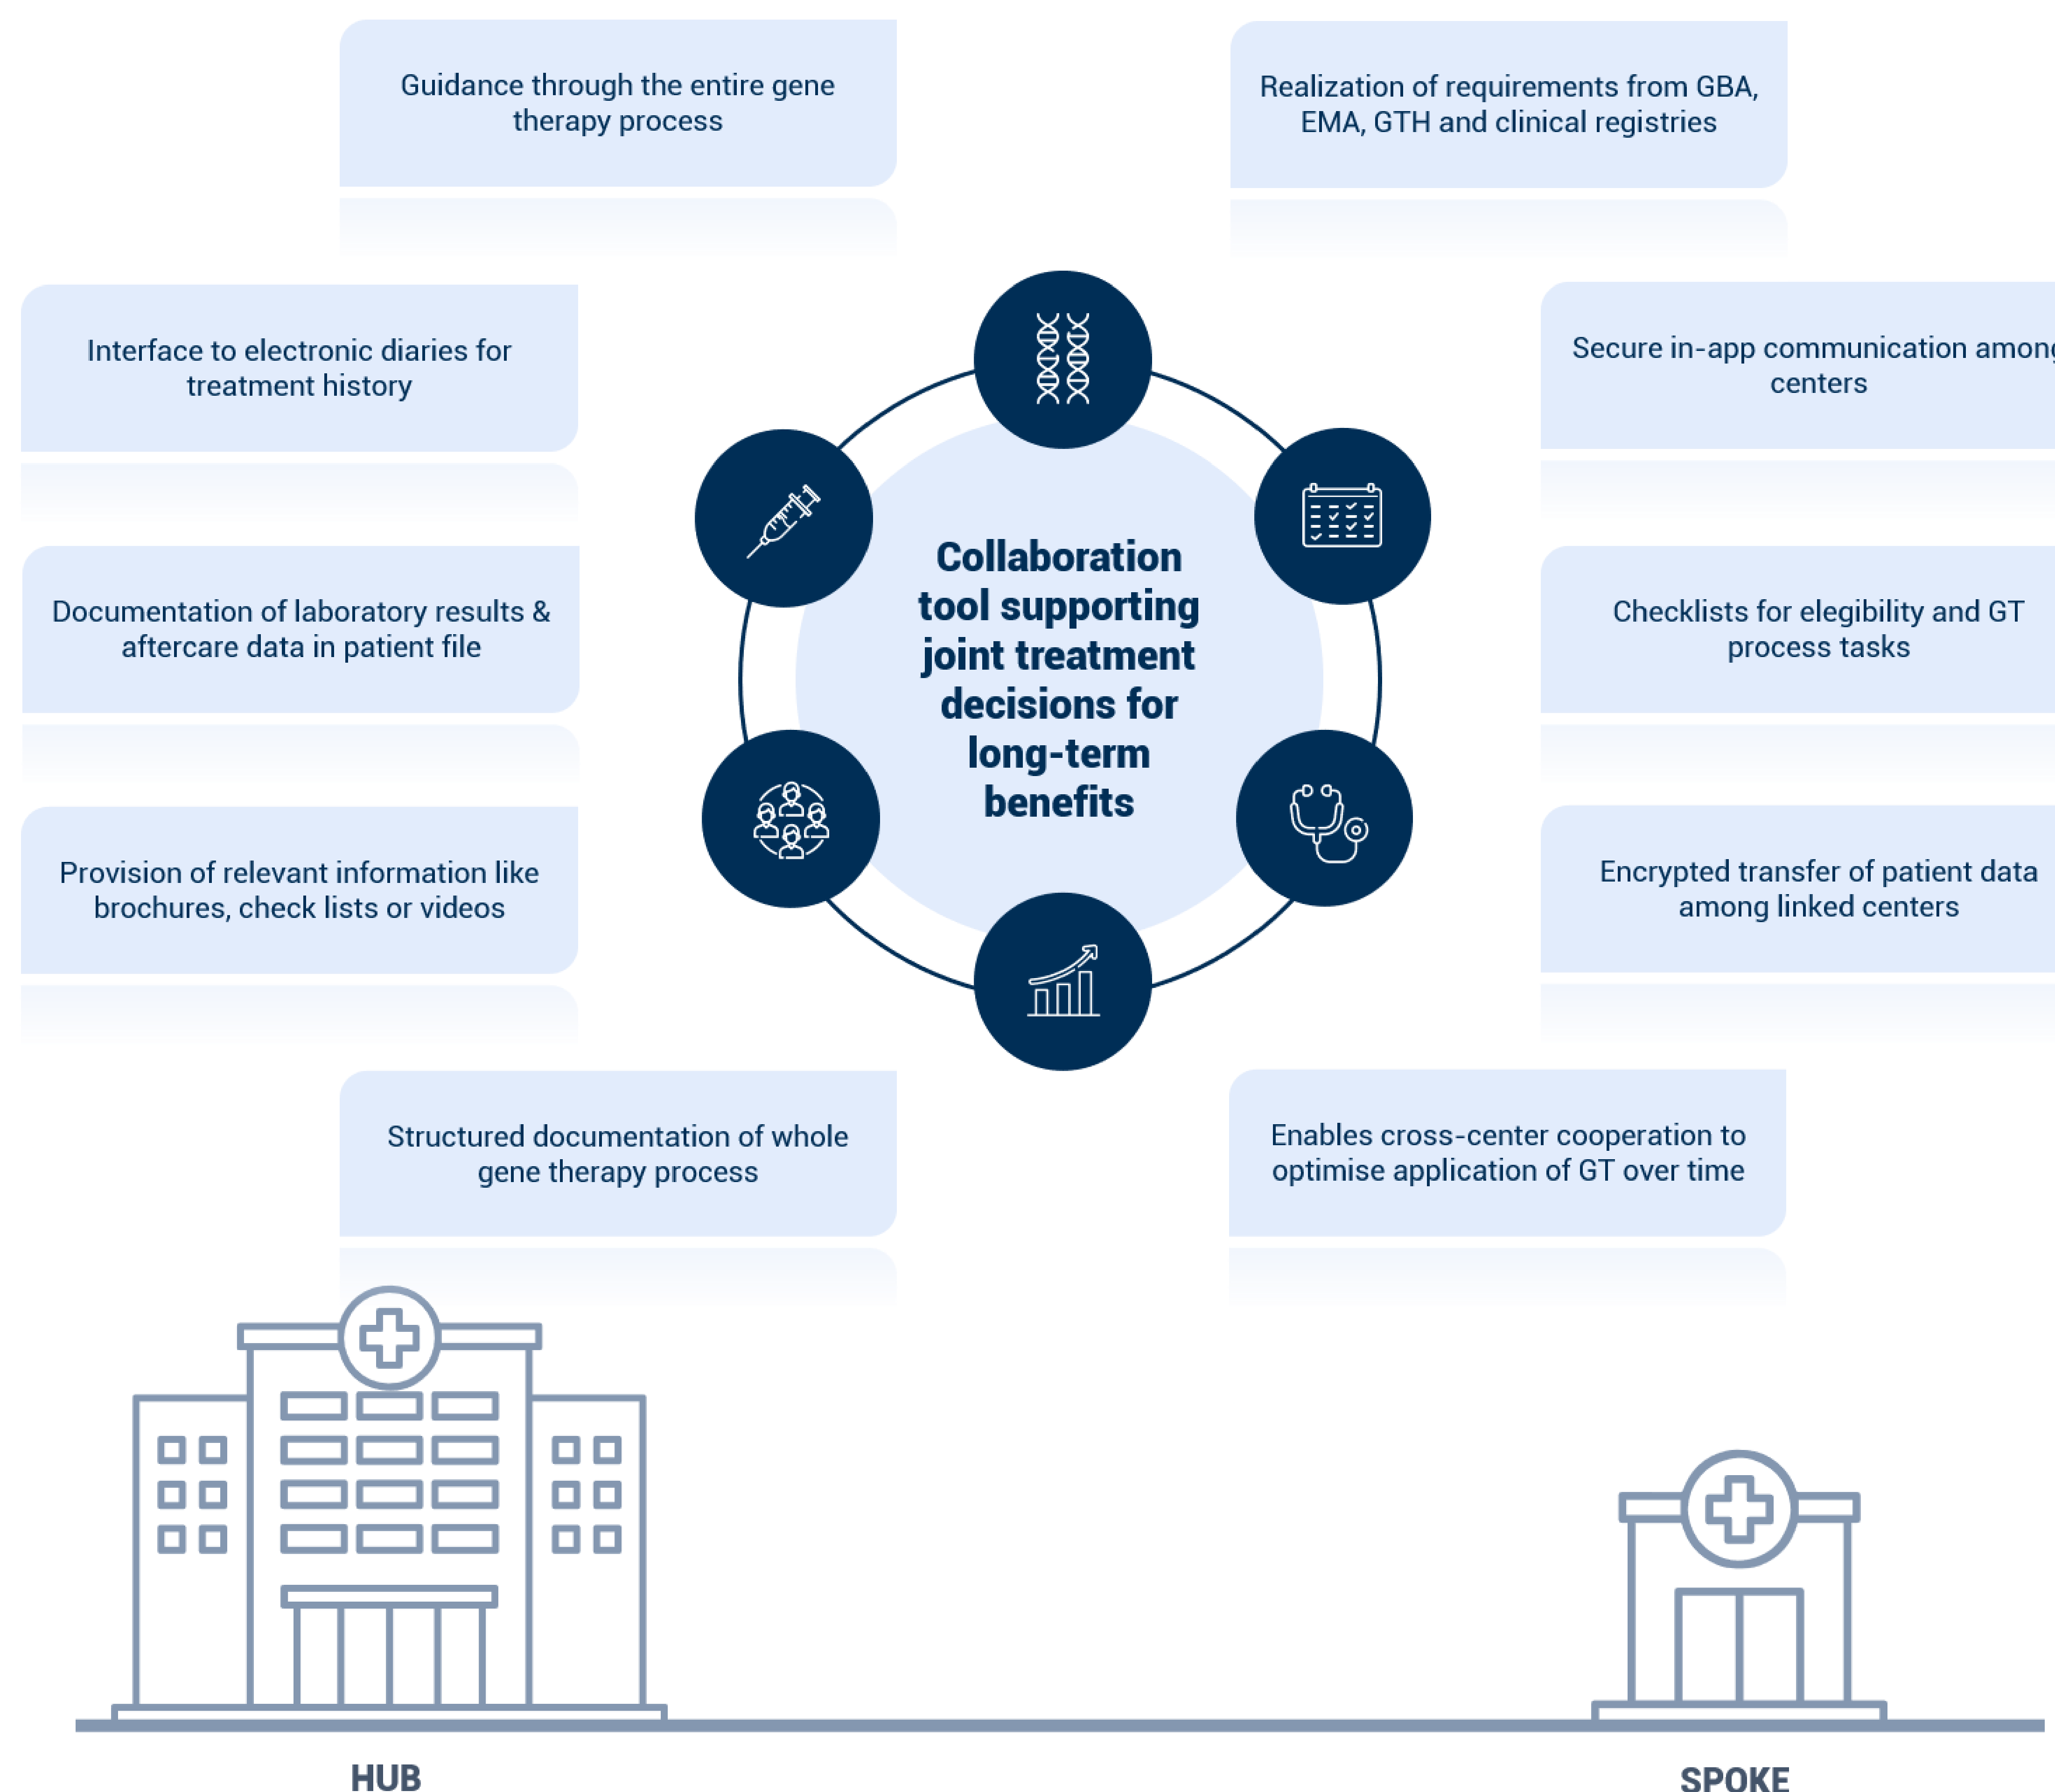 Guidance through the entire gene
therapy process
Realization of requirements from GBA,
EMA, GTH and clinical registries
Interface to electronic diaries for
treatment history
Secure in-app communication among
centers
Documentation of laboratory results &
aftercare data in patient file
Checklists for elegibility and GT
process tasks
Provision of relevant information like
brochures, check lists or videos
Encrypted transfer of patient data
among linked centers
Collaboration
tool supporting
joint treatment
decisions for
long-term
benefits
Structured documentation of whole
gene therapy process
Enables cross-center cooperation to
optimise application of GT over time
HUB
SPOKE